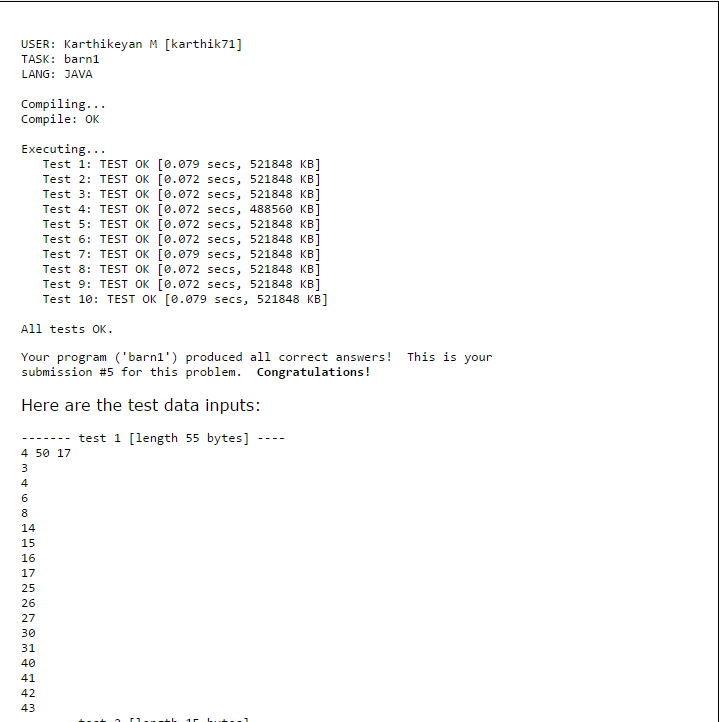 USER: Karthikeyan M [karthik71]
TASK: barn1
LANG: JAVA
Compiling...
Compile: OK
Executing...
Test 1: TEST OK [0.079 secs, 521848 KB]
Test 2: TEST OK [0.072 secs, 521848 KB]
Test 3: TEST OK [0.072 secs, 521848 KB]
Test 4: TEST OK [0.072 secs, 488560 KB]
Test 5: TEST OK [0.072 secs, 521848 KB]
Test 6: TEST OK [0.072 secs, 521848 KB]
Test 7: TEST OK [0.079 secs, 521848 KB]
Test 8: TEST OK [0.072 secs, 521848 KB]
Test 9: TEST OK [0.072 secs, 521848 KB]
Test 10: TEST OK [0.079 secs, 521848 KB]
All tests OK.
Your program ('barn1') produced all correct answers!  This is your
submission #5 for this problem.  Congratulations!
Here are the test data inputs:
------- test 1 [length 55 bytes] ----
4 50 17
3
4
6
8
14
15
16
17
25
26
27
30
31
40
41
42
43
------- test 2 [length 15 bytes] ----